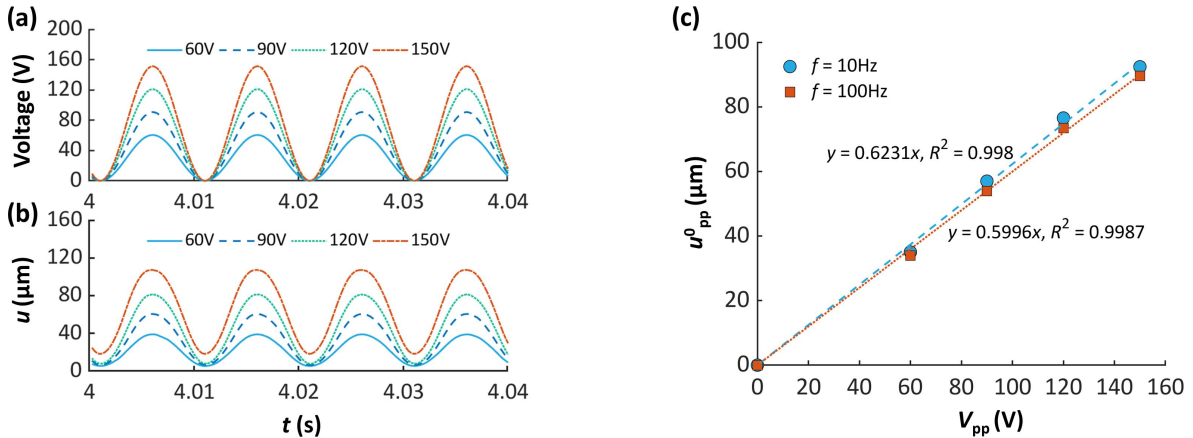 (a)
200
160
120
80
40
0
Voltage (V)
60V 90V 120V 150V
4 4.01 4.02 4.03 4.04
(b)
160
120
80
40
0
u (µm)
60V 90V 120V 150V
4 4.01 4.02 4.03 4.04
t (s)
(c)
100
80
60
40
20
0
u⁰pp (µm)
f = 10Hz
f = 100Hz
y = 0.6231x, R² = 0.998
y = 0.5996x, R² = 0.9987
0 20 40 60 80 100 120 140 160
Vpp (V)